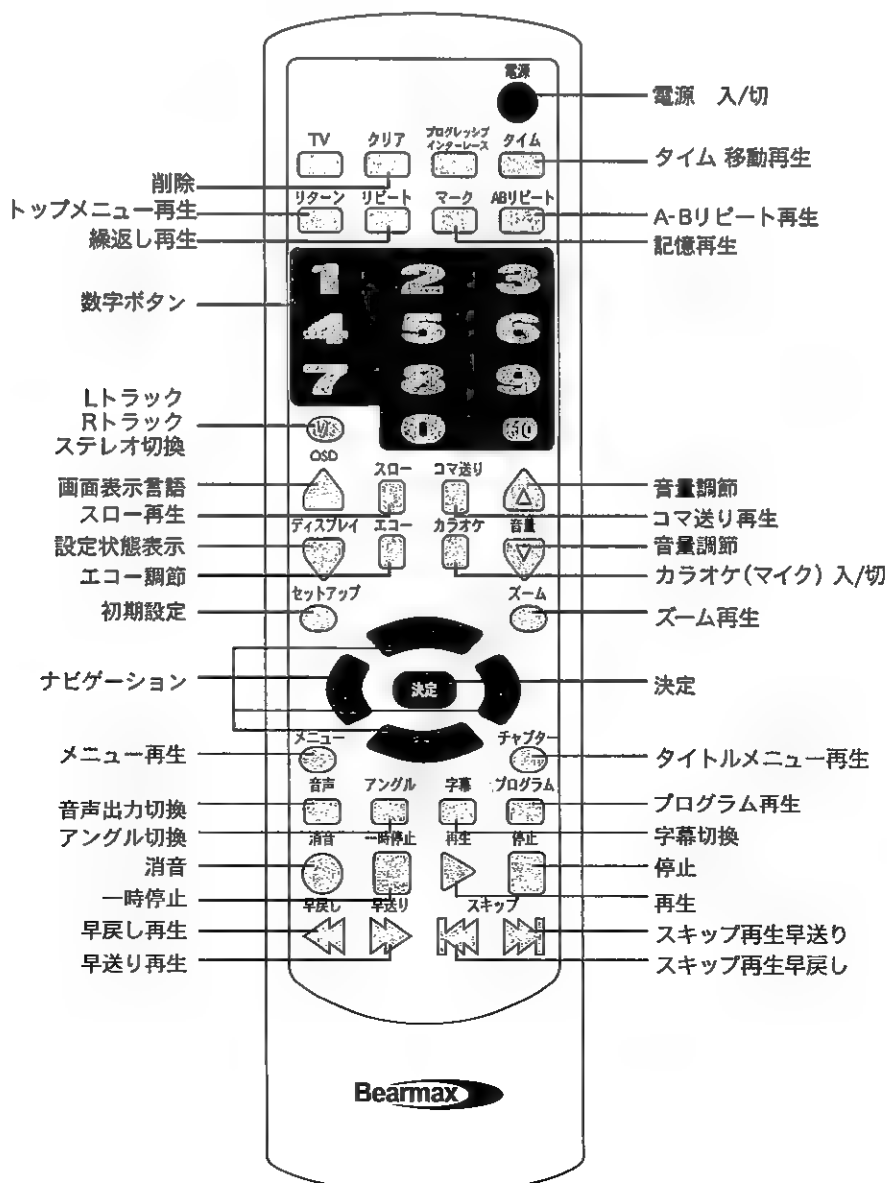 電源
電源 入/切
TV クリア プログレッシブ インターレース タイム
タイム 移動再生
削除
リターン リピート マーク ABリピート
トップメニュー再生
A-Bリピート再生
繰返し再生
記憶再生
1 2 3
数字ボタン
4 5 6
7 8 9
Lトラック
Rトラック
ステレオ切換
0
OSD
スロー コマ送り
画面表示言語
音量調節
スロー再生
コマ送り再生
ディスプレイ エコー カラオケ 音量
設定状態表示
音量調節
エコー調節
カラオケ(マイク) 入/切
セットアップ ズーム
初期設定
ズーム再生
ナビゲーション
決定
決定
メニュー チャプター
メニュー再生
タイトルメニュー再生
音声 アングル 字幕 プログラム
音声出力切換
プログラム再生
アングル切換
字幕切換
消音 一時停止 再生 停止
消音
停止
一時停止
再生
早戻し 早送り スキップ
早戻し再生
スキップ再生早送り
早送り再生
スキップ再生早戻し
Bearmax